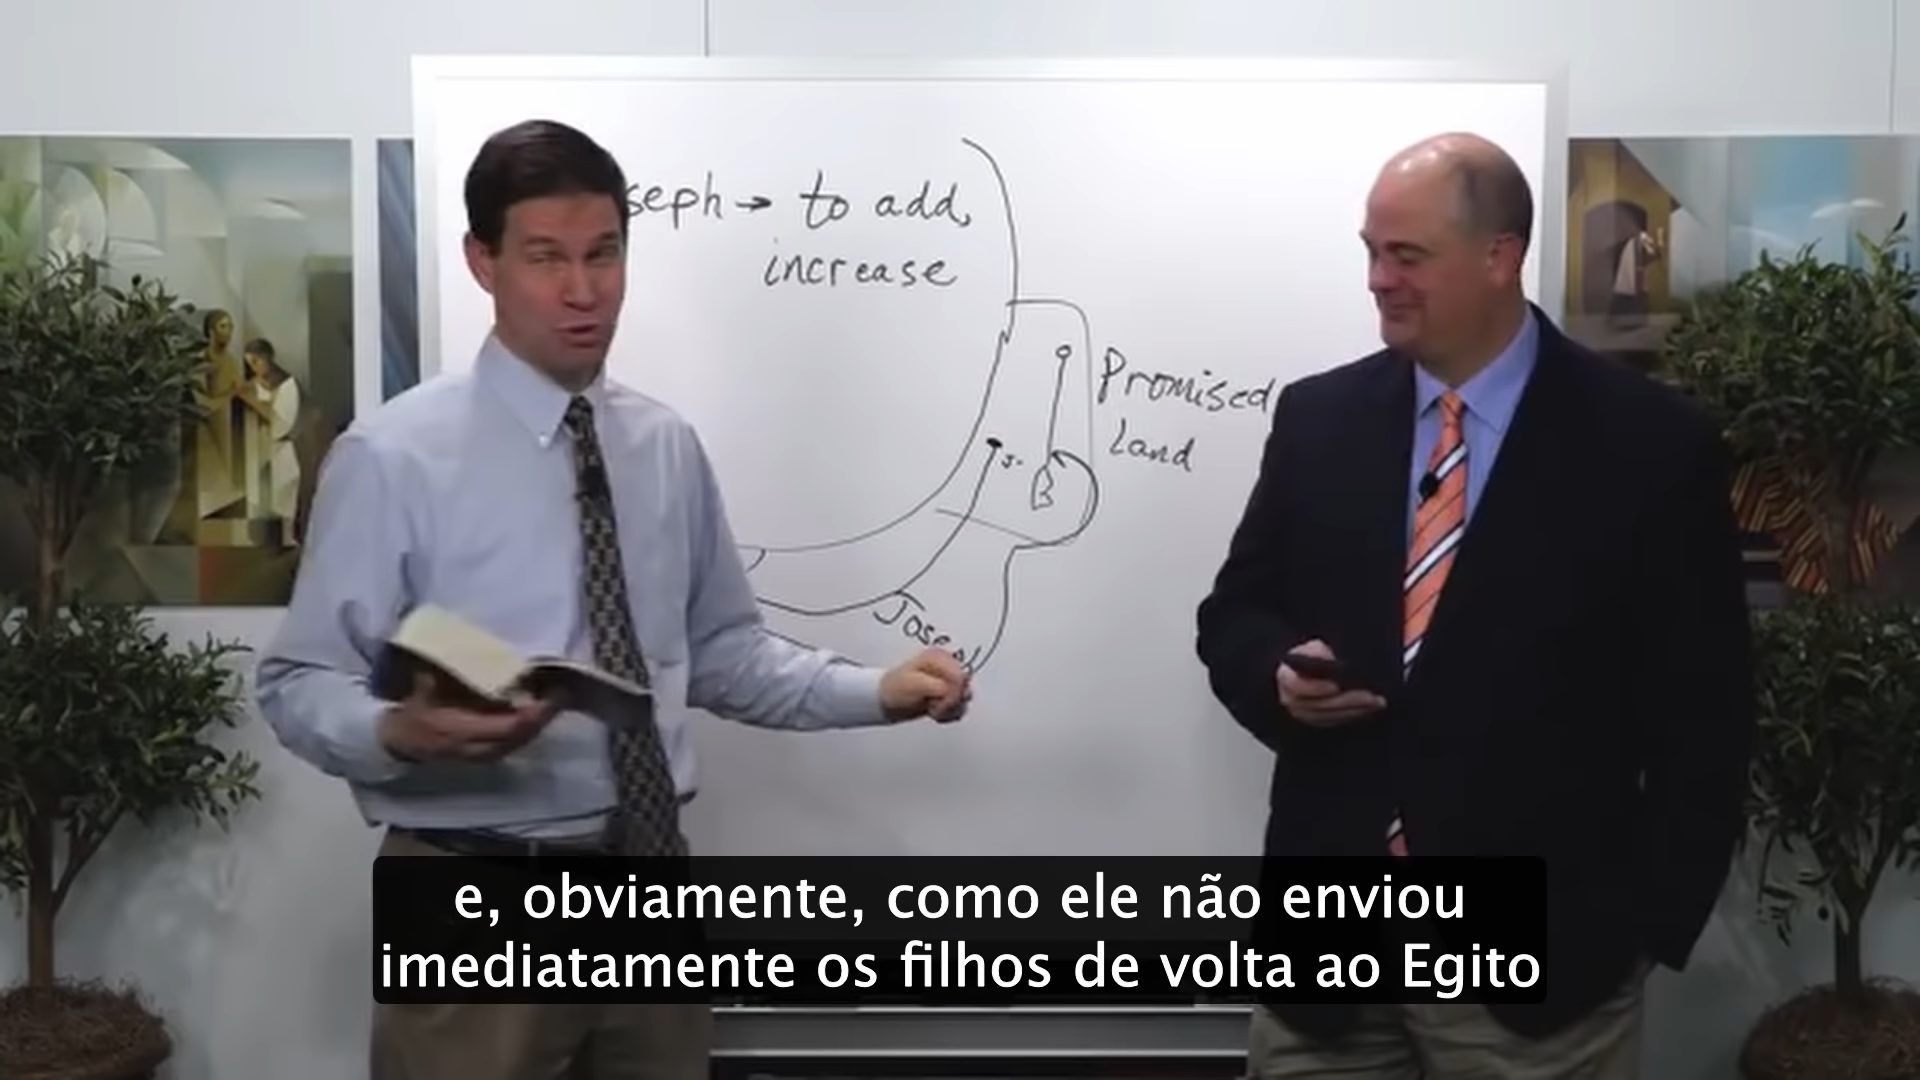 seph → to add,
increase
Promised
Land
J-
B
e, obviamente, como ele não enviou
imediatamente os filhos de volta ao Egito